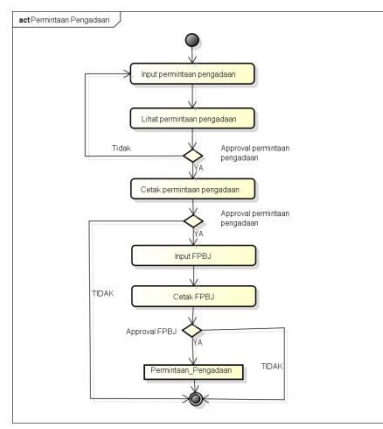 act Permintaan Pengadaan
Input permintaan pengadaan
Lihat permintaan pengadaan
Tidak
Approval permintaan
pengadaan
YA
Cetak permintaan pengadaan
Approval permintaan
pengadaan
YA
Input FPBJ
TIDAK
Cetak FPBJ
Approval FPBJ
YA
Permintaan_Pengadaan
TIDAK